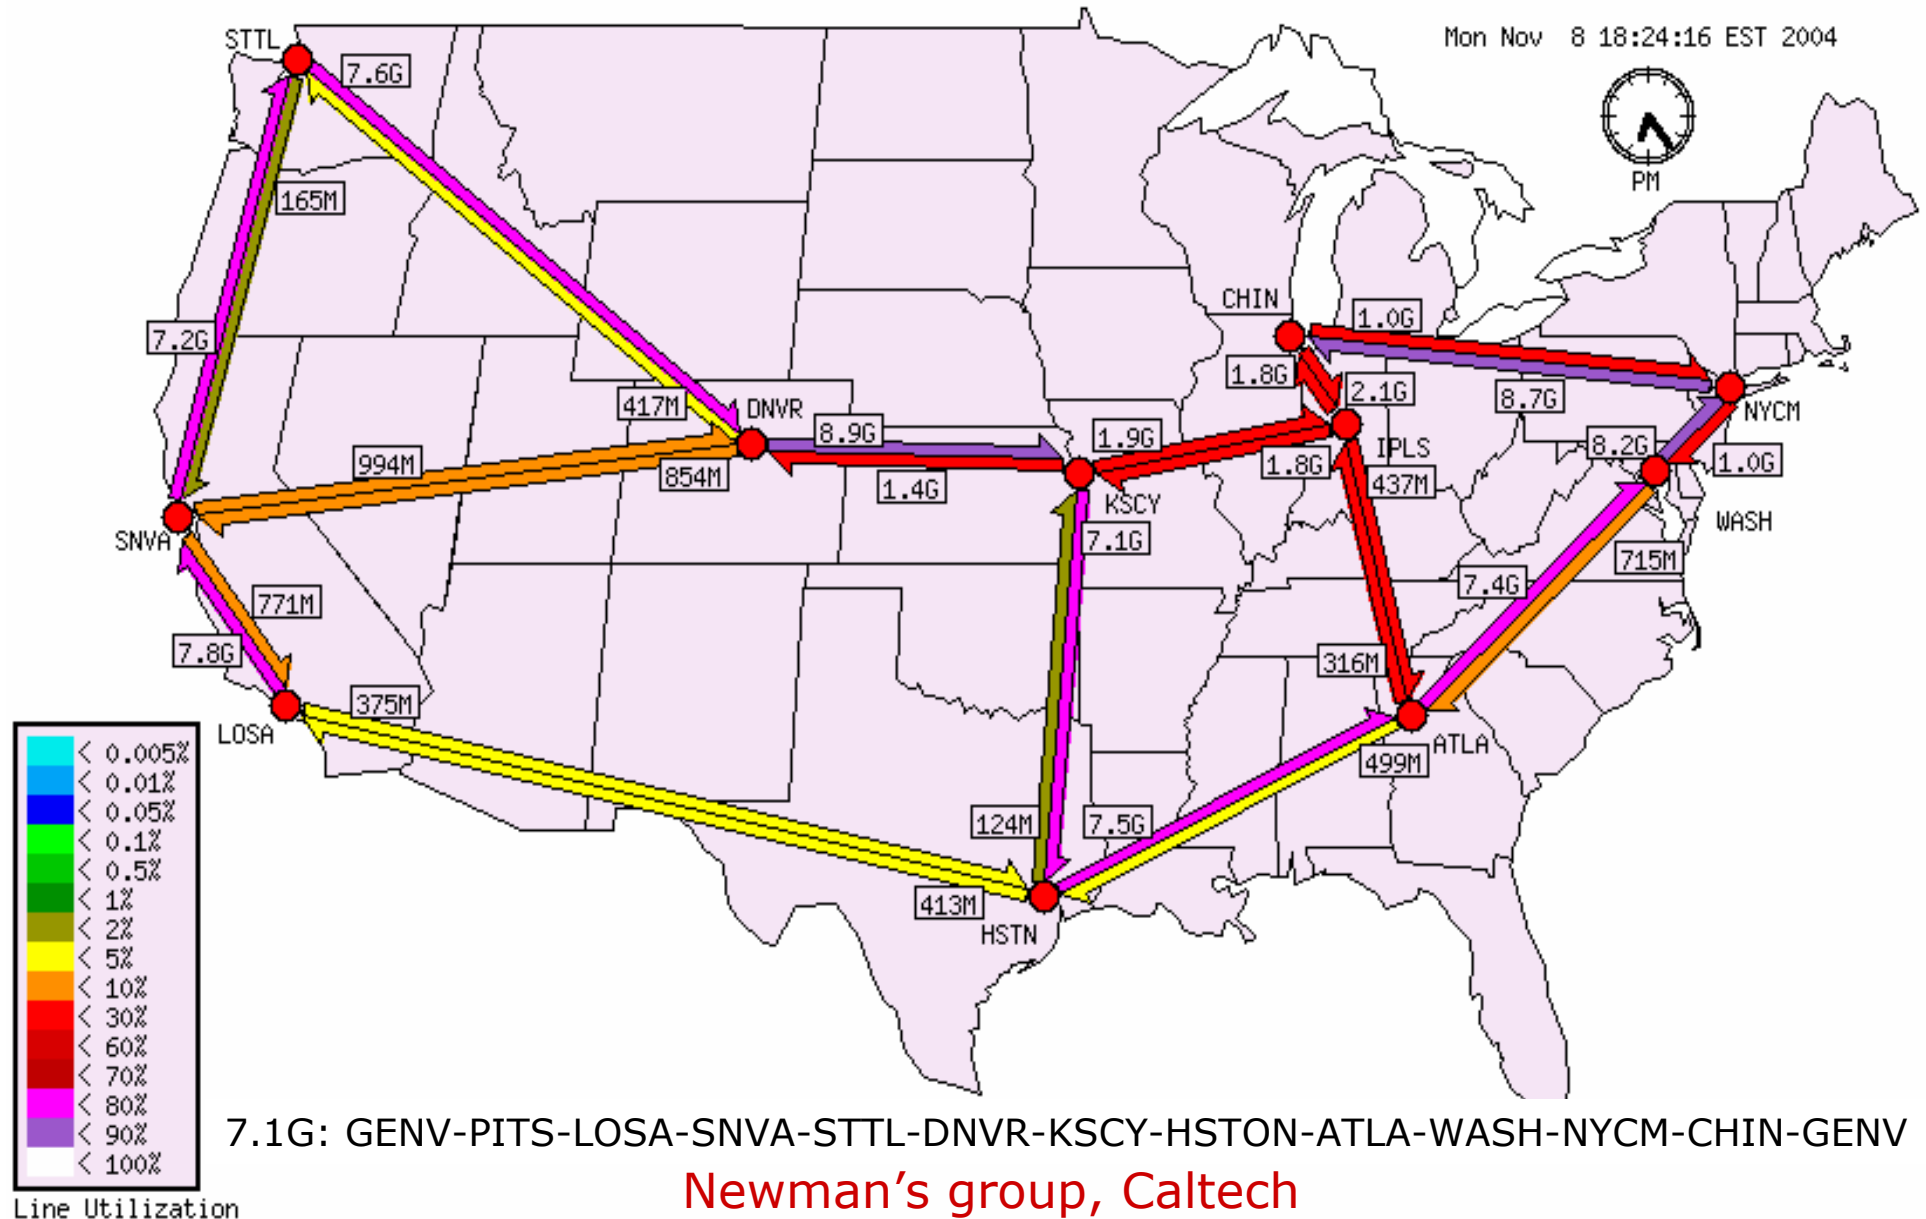 STTL
Mon Nov  8 18:24:16 EST 2004
7.6G
PM
165M
CHIN
1.0G
7.2G
1.8G
2.1G
8.7G
417M
DNVR
NYCM
8.9G
1.9G
IPLS
8.2G
994M
854M
1.8G
1.0G
1.4G
437M
KSCY
WASH
SNVA
7.1G
715M
7.4G
771M
7.8G
316M
375M
LOSA
ATLA
499M
124M
7.5G
413M
HSTN
< 0.005%
< 0.01%
< 0.05%
< 0.1%
< 0.5%
< 1%
< 2%
< 5%
< 10%
< 30%
< 60%
< 70%
< 80%
< 90%
< 100%
Line Utilization
7.1G: GENV-PITS-LOSA-SNVA-STTL-DNVR-KSCY-HSTON-ATLA-WASH-NYCM-CHIN-GENV
Newman’s group, Caltech